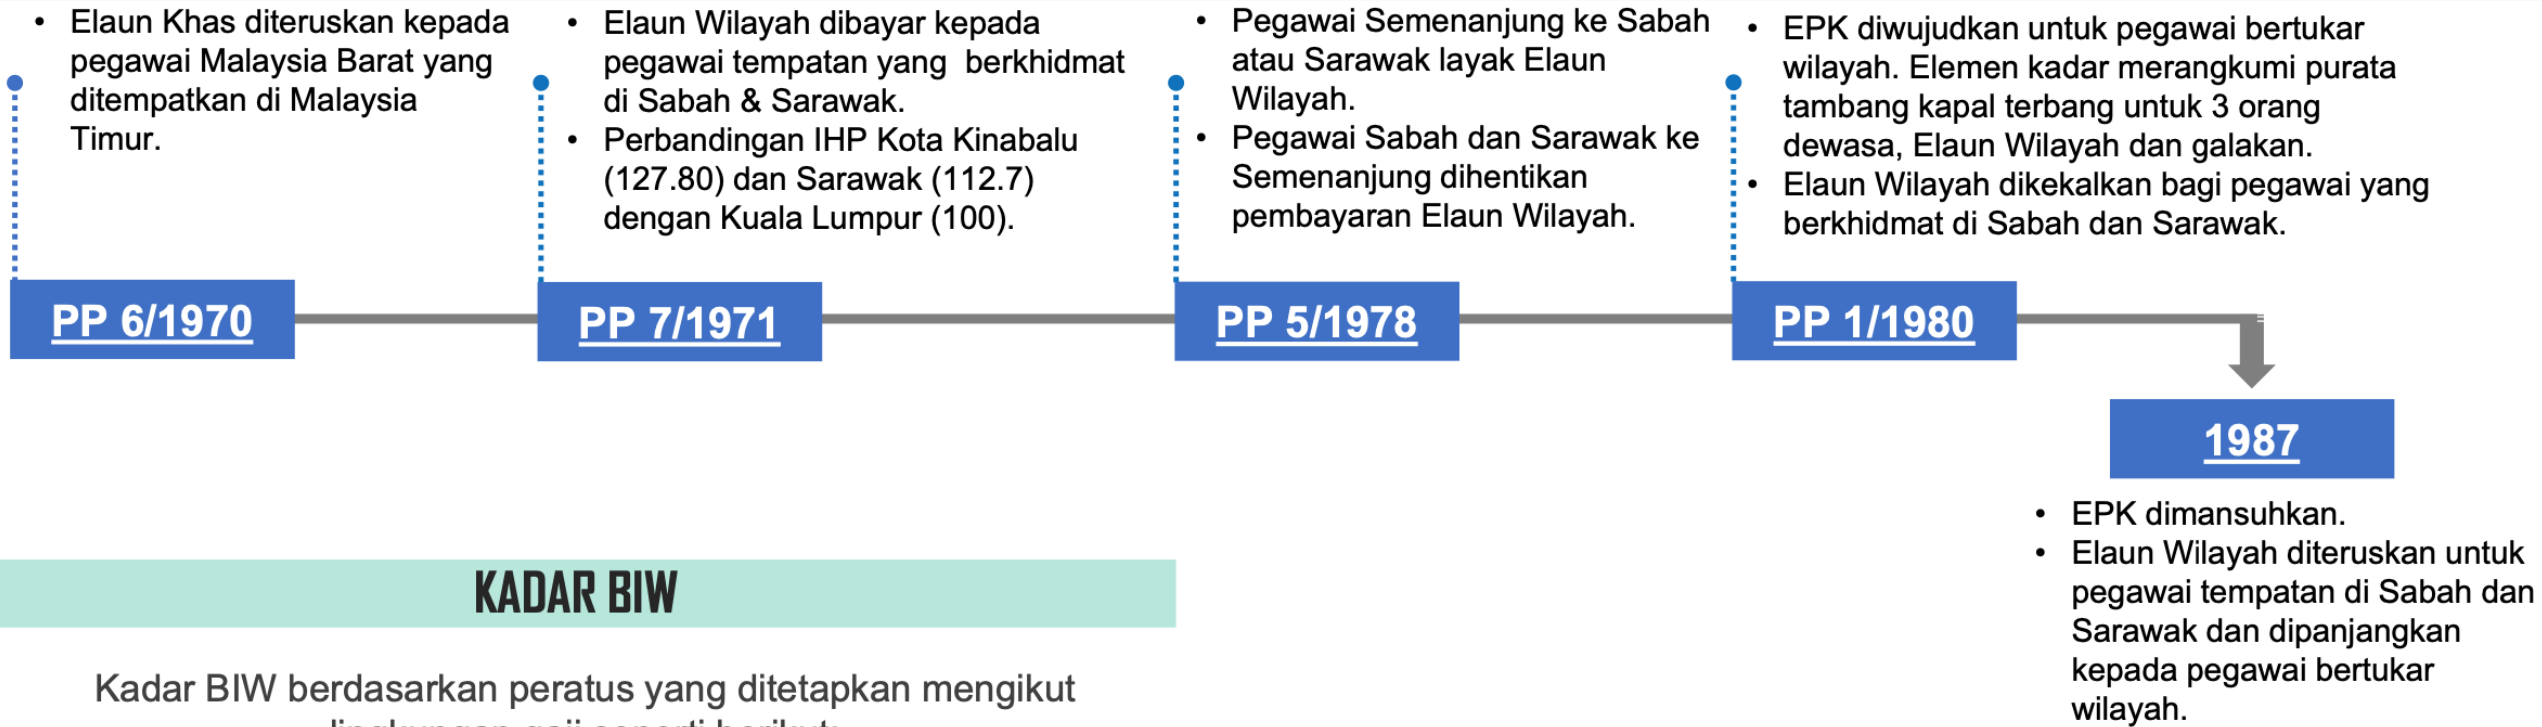 • Elaun Khas diteruskan kepada
pegawai Malaysia Barat yang
ditempatkan di Malaysia
Timur.
PP 6/1970
• Elaun Wilayah dibayar kepada
pegawai tempatan yang berkhidmat
di Sabah & Sarawak.
• Perbandingan IHP Kota Kinabalu
(127.80) dan Sarawak (112.7)
dengan Kuala Lumpur (100).
PP 7/1971
• Pegawai Semenanjung ke Sabah
atau Sarawak layak Elaun
Wilayah.
• Pegawai Sabah dan Sarawak ke
Semenanjung dihentikan
pembayaran Elaun Wilayah.
PP 5/1978
• EPK diwujudkan untuk pegawai bertukar
wilayah. Elemen kadar merangkumi purata
tambang kapal terbang untuk 3 orang
dewasa, Elaun Wilayah dan galakan.
• Elaun Wilayah dikekalkan bagi pegawai yang
berkhidmat di Sabah dan Sarawak.
PP 1/1980
1987
• EPK dimansuhkan.
• Elaun Wilayah diteruskan untuk
pegawai tempatan di Sabah dan
Sarawak dan dipanjangkan
kepada pegawai bertukar
wilayah.
KADAR BIW
Kadar BIW berdasarkan peratus yang ditetapkan mengikut